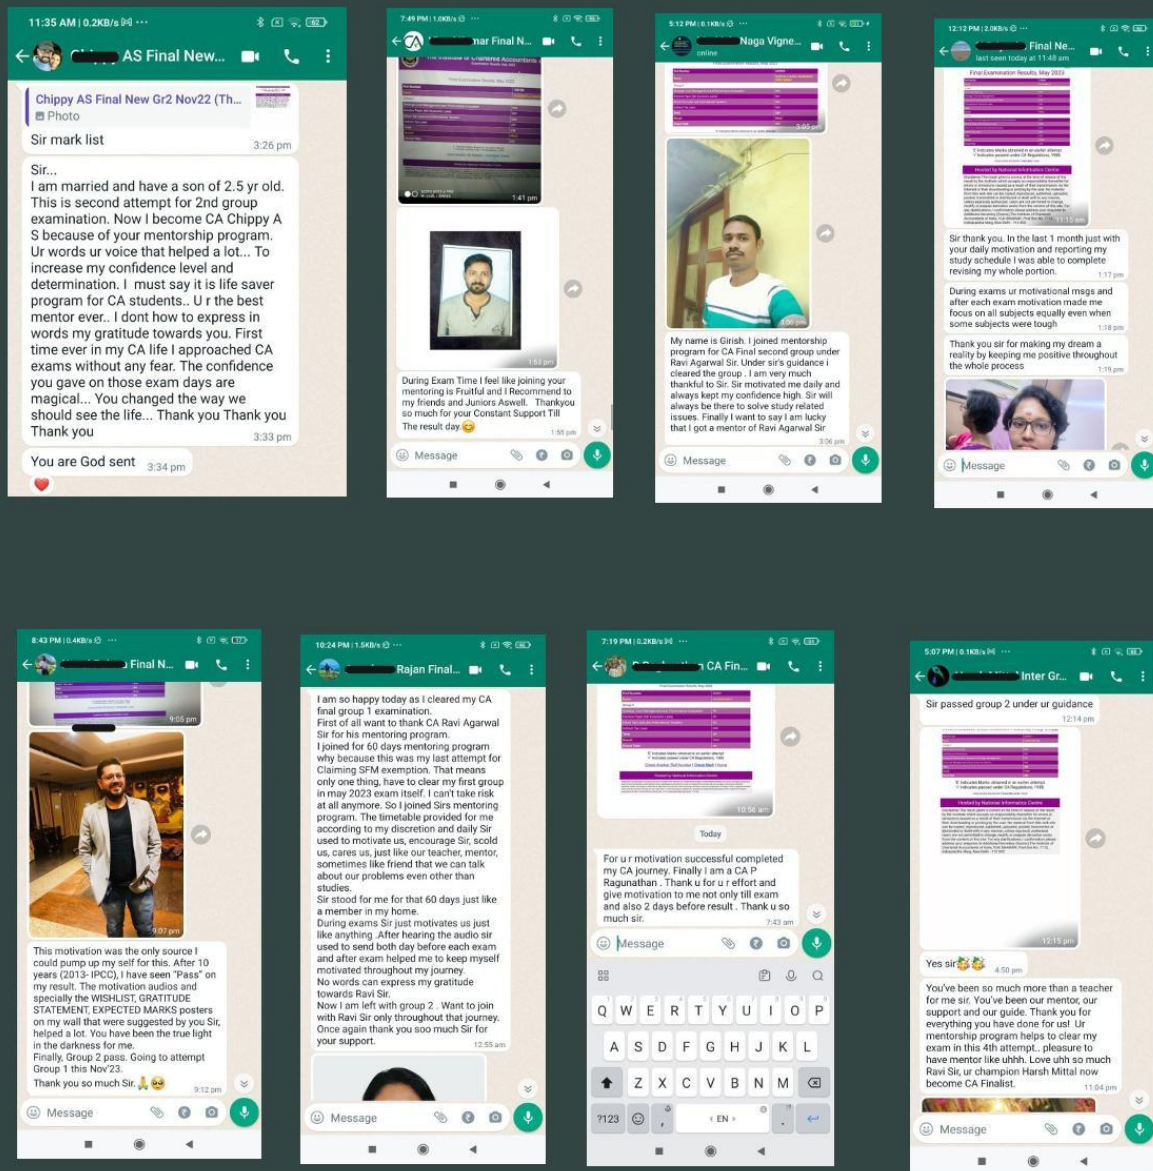 11:35 AM | 0.2KB/s
62
AS Final New...
Chippy AS Final New Gr2 Nov22 (Th...
Photo
Sir mark list
3:26 pm
Sir...
I am married and have a son of 2.5 yr old.
This is second attempt for 2nd group
examination. Now I become CA Chippy A
S because of your mentorship program.
Ur words ur voice that helped a lot... To
increase my confidence level and
determination. I must say it is life saver
program for CA students.. U r the best
mentor ever.. I dont how to express in
words my gratitude towards you. First
time ever in my CA life I approached CA
exams without any fear. The confidence
you gave on those exam days are
magical... You changed the way we
should see the life... Thank you Thank you
Thank you
3:33 pm
You are God sent 3:34 pm
7:49 PM | 1.0KB/s
mar Final N...
The Institute of Chartered Accountants
1:41 pm
1:53 pm
During Exam Time I feel like joining your
mentoring is Fruitful and I Recommend to
my friends and Juniors Aswell. Thankyou
so much for your Constant Support Till
The result day.😊
1:55 pm
Message
5:12 PM | 0.1KB/s
Naga Vigne...
online
3:05 pm
3:06 pm
My name is Girish. I joined mentorship
program for CA Final second group under
Ravi Agarwal Sir. Under sir's guidance i
cleared the group . I am very much
thankful to Sir. Sir motivated me daily and
always kept my confidence high. Sir will
always be there to solve study related
issues. Finally I want to say I am lucky
that I got a mentor of Ravi Agarwal Sir
3:06 pm
Message
12:12 PM | 2.0KB/s
Final Ne...
last seen today at 11:48 am
Final Examination Results, May 2023
Hosted by National Informatics Centre
11:15 am
Sir thank you. In the last 1 month just with
your daily motivation and reporting my
study schedule I was able to complete
revising my whole portion.
1:17 pm
During exams ur motivational msgs and
after each exam motivation made me
focus on all subjects equally even when
some subjects were tough
1:18 pm
Thank you sir for making my dream a
reality by keeping me positive throughout
the whole process
1:19 pm
Message
8:43 PM | 0.4KB/s
Final N...
9:05 pm
9:07 pm
This motivation was the only source I
could pump up my self for this. After 10
years (2013- IPCC), I have seen "Pass" on
my result. The motivation audios and
specially the WISHLIST, GRATITUDE
STATEMENT, EXPECTED MARKS posters
on my wall that were suggested by you Sir,
helped a lot. You have been the true light
in the darkness for me.
Finally, Group 2 pass. Going to attempt
Group 1 this Nov'23.
Thank you so much Sir.🙏🥹
9:12 pm
Message
10:24 PM | 1.5KB/s
Rajan Final...
I am so happy today as I cleared my CA
final group 1 examination.
First of all want to thank CA Ravi Agarwal
Sir for his mentoring program.
I joined for 60 days mentoring program
why because this was my last attempt for
Claiming SFM exemption. That means
only one thing, have to clear my first group
in may 2023 exam itself. I can't take risk
at all anymore. So I joined Sirs mentoring
program. The timetable provided for me
according to my discretion and daily Sir
used to motivate us, encourage Sir, scold
us, cares us, just like our teacher, mentor,
sometimes like friend that we can talk
about our problems even other than
studies.
Sir stood for me for that 60 days just like
a member in my home.
During exams Sir just motivates us just
like anything .After hearing the audio sir
used to send both day before each exam
and after exam helped me to keep myself
motivated throughout my journey.
No words can express my gratitude
towards Ravi Sir.
Now I am left with group 2 . Want to join
with Ravi Sir only throughout that journey.
Once again thank you soo much Sir for
your support.
12:55 am
Message
7:19 PM | 0.2KB/s
CA Fin...
Hosted by National Informatics Centre
10:56 am
Today
For u r motivation successful completed
my CA journey. Finally I am a CA P
Ragunathan . Thank u for u r effort and
give motivation to me not only till exam
and also 2 days before result . Thank u so
much sir.
7:43 am
Message
Q W E R T Y U I O P
A S D F G H J K L
Z X C V B N M
?123 , EN .
5:07 PM | 0.1KB/s
Inter Gr...
Sir passed group 2 under ur guidance
12:14 pm
Hosted by National Informatics Centre
12:15 pm
Yes sir🥰🥰
4:50 pm
You've been so much more than a teacher
for me sir. You've been our mentor, our
support and our guide. Thank you for
everything you have done for us! Ur
mentorship program helps to clear my
exam in this 4th attempt.. pleasure to
have mentor like uhhh. Love uhh so much
Ravi Sir, ur champion Harsh Mittal now
become CA Finalist.
11:04 pm
Message